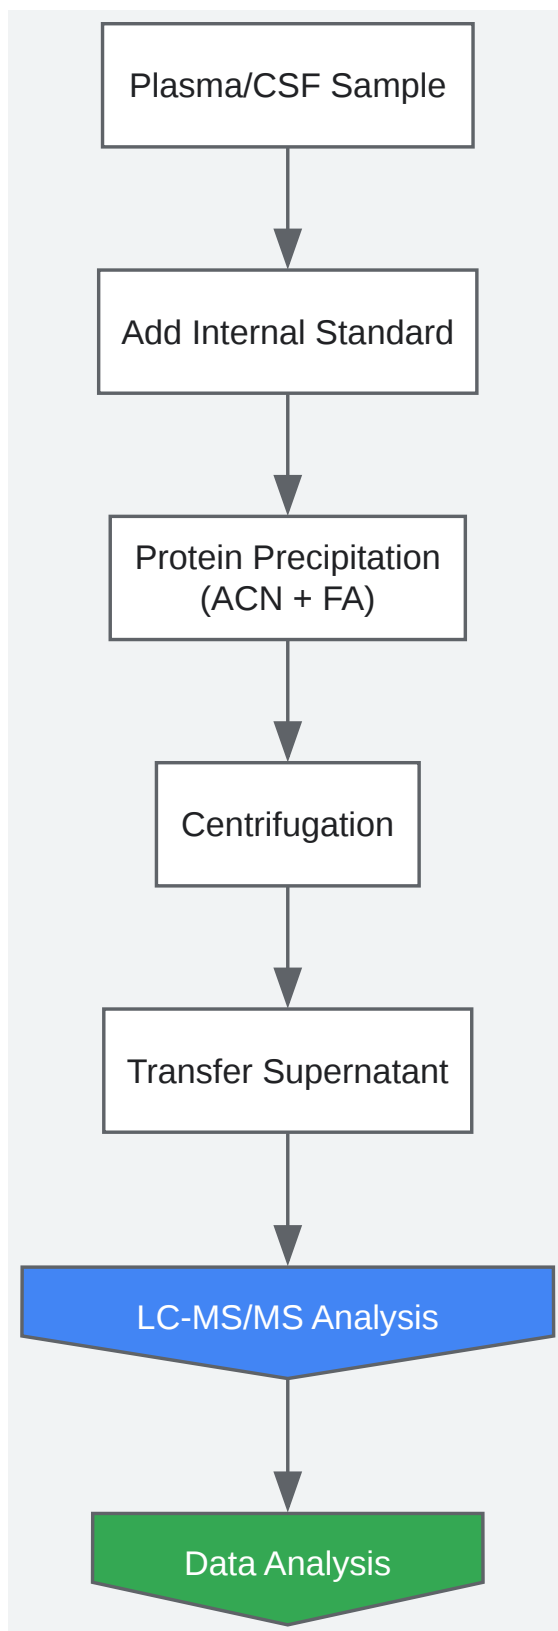 Plasma/CSF Sample
Add Internal Standard
Protein Precipitation
(ACN + FA)
Centrifugation
Transfer Supernatant
LC-MS/MS Analysis
Data Analysis